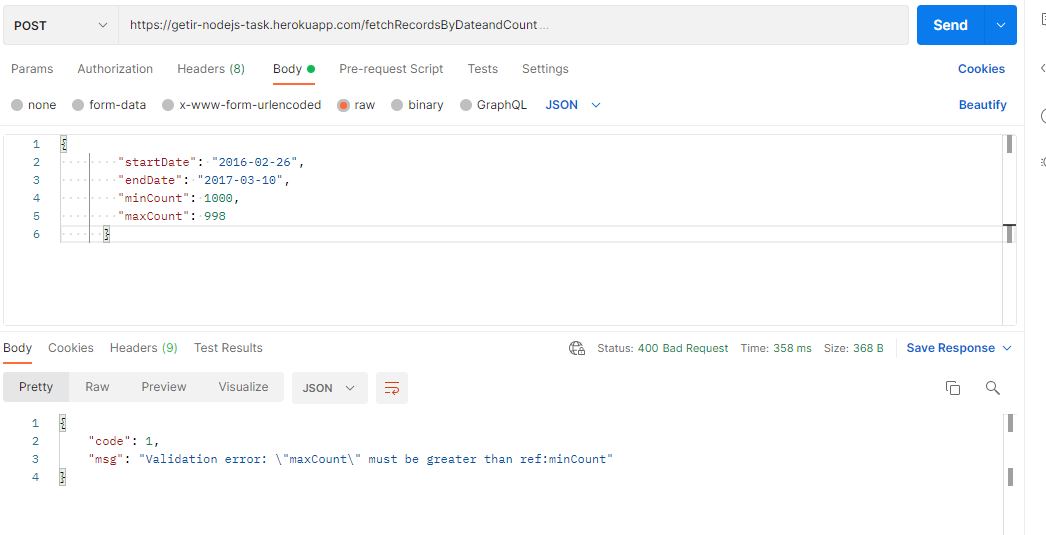 POST https://getir-nodejs-task.herokuapp.com/fetchRecordsByDateandCount... Send
Params Authorization Headers (8) Body Pre-request Script Tests Settings Cookies
none form-data x-www-form-urlencoded raw binary GraphQL JSON Beautify
1 {
2 "startDate": "2016-02-26",
3 "endDate": "2017-03-10",
4 "minCount": 1000,
5 "maxCount": 998
6 }
Body Cookies Headers (9) Test Results Status: 400 Bad Request Time: 358 ms Size: 368 B Save Response
Pretty Raw Preview Visualize JSON
1 {
2 "code": 1,
3 "msg": "Validation error: \"maxCount\" must be greater than ref:minCount"
4 }